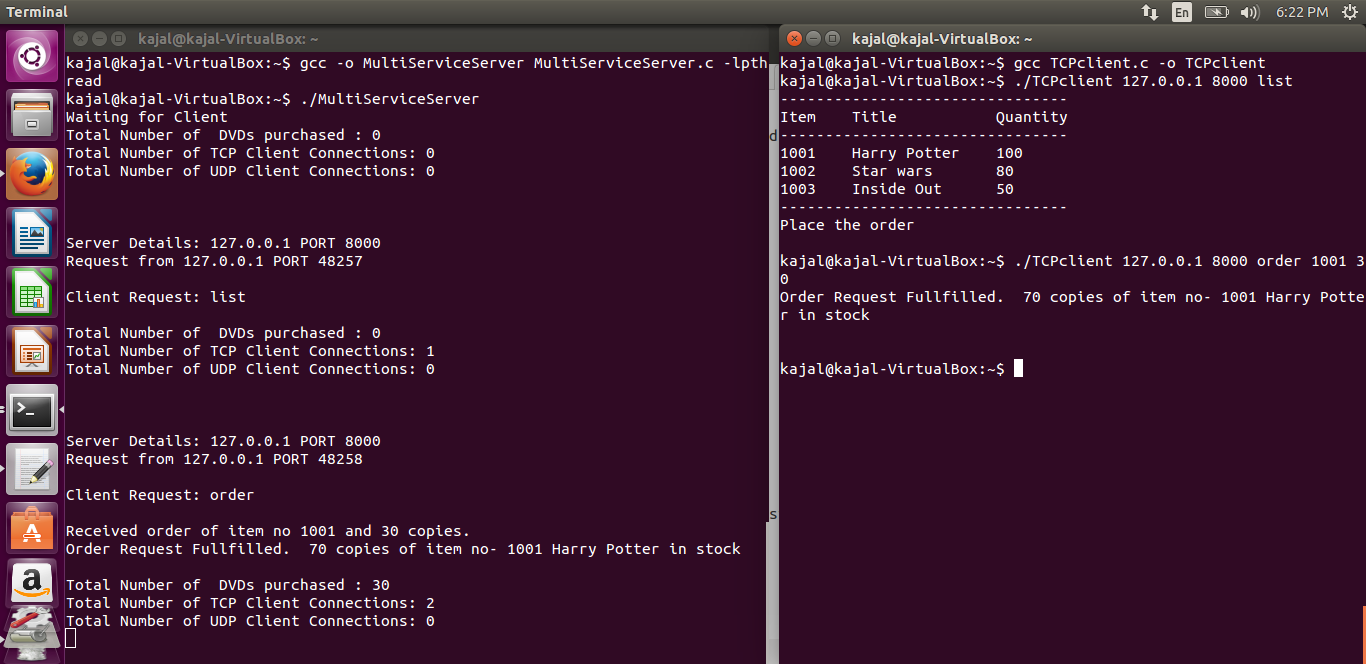 Terminal
En
6:22 PM
kajal@kajal-VirtualBox: ~
kajal@kajal-VirtualBox:~$ gcc -o MultiServiceServer MultiServiceServer.c -lpth
read
kajal@kajal-VirtualBox:~$ ./MultiServiceServer
Waiting for Client
Total Number of  DVDs purchased : 0
Total Number of TCP Client Connections: 0
Total Number of UDP Client Connections: 0
Server Details: 127.0.0.1 PORT 8000
Request from 127.0.0.1 PORT 48257
Client Request: list
Total Number of  DVDs purchased : 0
Total Number of TCP Client Connections: 1
Total Number of UDP Client Connections: 0
Server Details: 127.0.0.1 PORT 8000
Request from 127.0.0.1 PORT 48258
Client Request: order
Received order of item no 1001 and 30 copies.
Order Request Fullfilled.  70 copies of item no- 1001 Harry Potter in stock
Total Number of  DVDs purchased : 30
Total Number of TCP Client Connections: 2
Total Number of UDP Client Connections: 0
d
s
kajal@kajal-VirtualBox: ~
kajal@kajal-VirtualBox:~$ gcc TCPclient.c -o TCPclient
kajal@kajal-VirtualBox:~$ ./TCPclient 127.0.0.1 8000 list
--------------------------------
Item    Title           Quantity
--------------------------------
1001    Harry Potter    100
1002    Star wars       80
1003    Inside Out      50
--------------------------------
Place the order
kajal@kajal-VirtualBox:~$ ./TCPclient 127.0.0.1 8000 order 1001 3
0
Order Request Fullfilled.  70 copies of item no- 1001 Harry Potte
r in stock
kajal@kajal-VirtualBox:~$